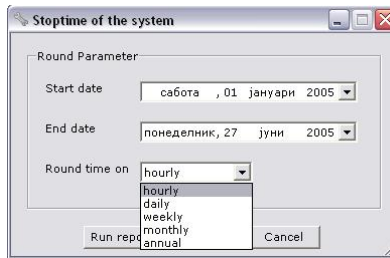 Stoptime of the system
Round Parameter
Start date сабота , 01 јануари 2005
End date понеделник, 27 јуни 2005
Round time on hourly
hourly
daily
weekly
monthly
annual
Run repo Cancel